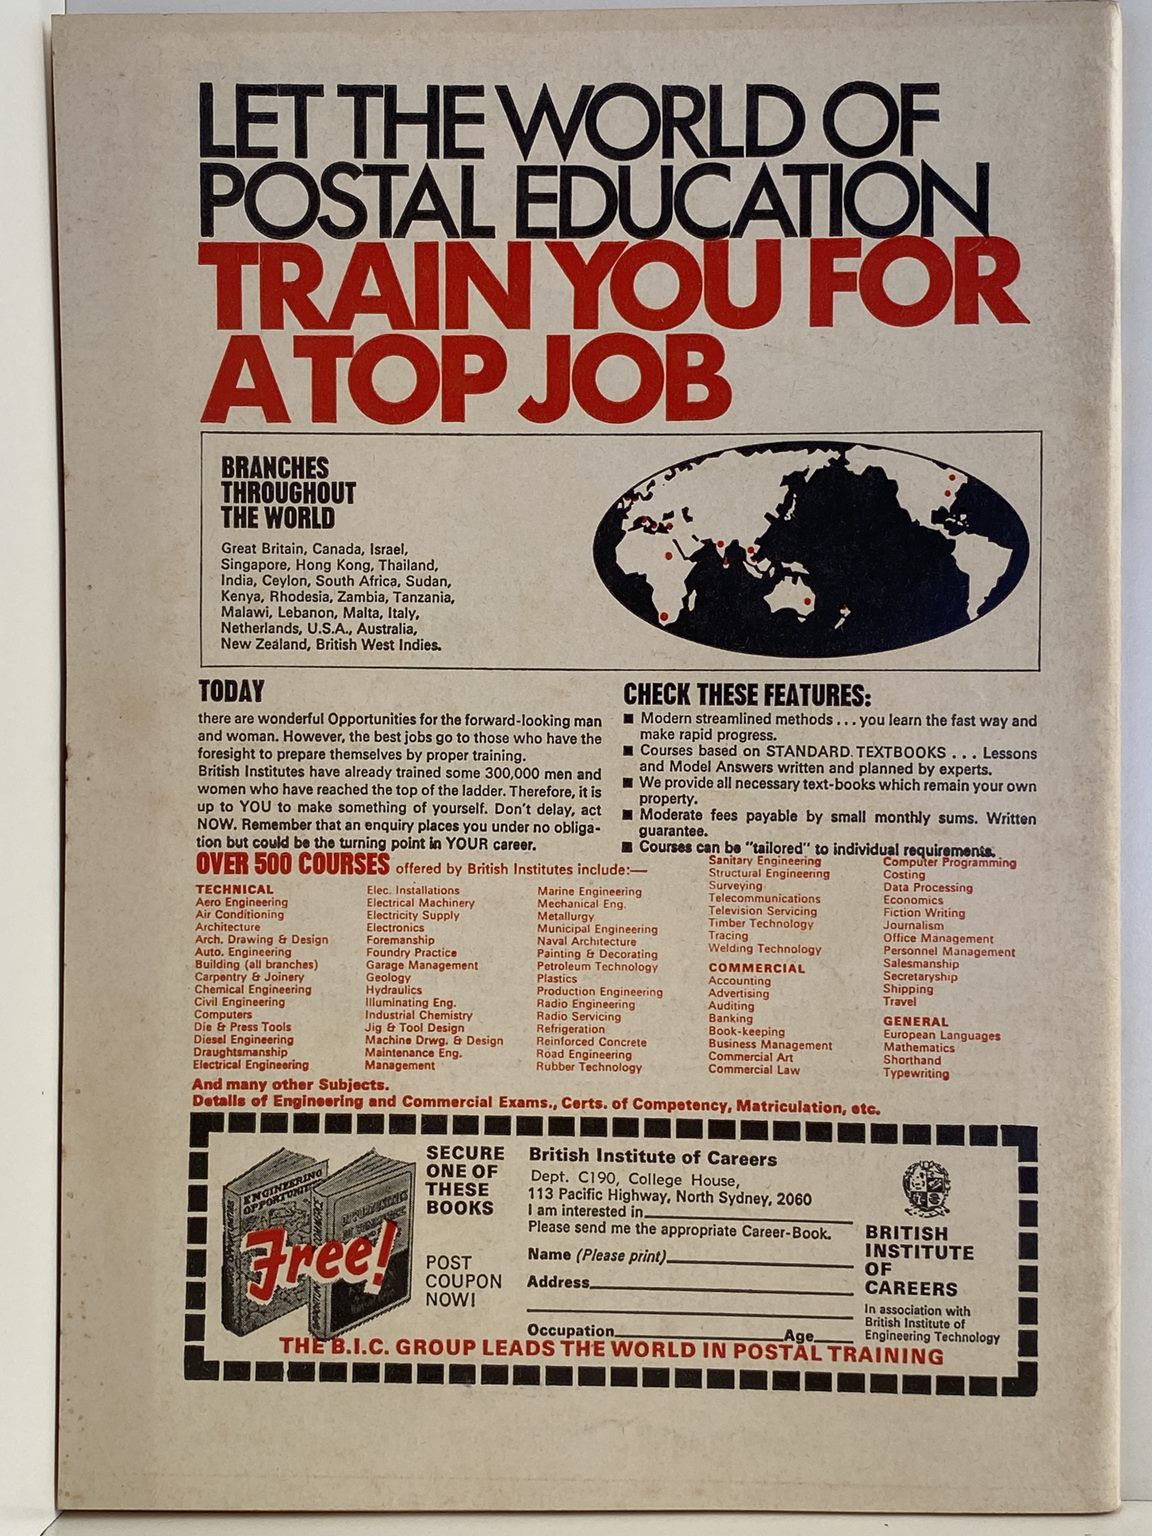 LET THE WORLD OF
POSTAL EDUCATION
TRAIN YOU FOR
A TOP JOB
BRANCHES
THROUGHOUT
THE WORLD
Great Britain, Canada, Israel,
Singapore, Hong Kong, Thailand,
India, Ceylon, South Africa, Sudan,
Kenya, Rhodesia, Zambia, Tanzania,
Malawi, Lebanon, Malta, Italy,
Netherlands, U.S.A., Australia,
New Zealand, British West Indies.
TODAY
there are wonderful Opportunities for the forward-looking man
and woman. However, the best jobs go to those who have the
foresight to prepare themselves by proper training.
British Institutes have already trained some 300,000 men and
women who have reached the top of the ladder. Therefore, it is
up to YOU to make something of yourself. Don't delay, act
NOW. Remember that an enquiry places you under no obliga-
tion but could be the turning point in YOUR career.
CHECK THESE FEATURES:
■ Modern streamlined methods . . . you learn the fast way and
make rapid progress.
■ Courses based on STANDARD TEXTBOOKS . . . Lessons
and Model Answers written and planned by experts.
■ We provide all necessary text-books which remain your own
property.
■ Moderate fees payable by small monthly sums. Written
guarantee.
■ Courses can be "tailored" to individual requirements.
OVER 500 COURSES offered by British Institutes include:—
TECHNICAL
Aero Engineering
Air Conditioning
Architecture
Arch. Drawing & Design
Auto. Engineering
Building (all branches)
Carpentry & Joinery
Chemical Engineering
Civil Engineering
Computers
Die & Press Tools
Diesel Engineering
Draughtsmanship
Electrical Engineering
Elec. Installations
Electrical Machinery
Electricity Supply
Electronics
Foremanship
Foundry Practice
Garage Management
Geology
Hydraulics
Illuminating Eng.
Industrial Chemistry
Jig & Tool Design
Machine Drwg. & Design
Maintenance Eng.
Management
Marine Engineering
Mechanical Eng.
Metallurgy
Municipal Engineering
Naval Architecture
Painting & Decorating
Petroleum Technology
Plastics
Production Engineering
Radio Engineering
Radio Servicing
Refrigeration
Reinforced Concrete
Road Engineering
Rubber Technology
Sanitary Engineering
Structural Engineering
Surveying
Telecommunications
Television Servicing
Timber Technology
Tracing
Welding Technology
COMMERCIAL
Accounting
Advertising
Auditing
Banking
Book-keeping
Business Management
Commercial Art
Commercial Law
Computer Programming
Costing
Data Processing
Economics
Fiction Writing
Journalism
Office Management
Personnel Management
Salesmanship
Secretaryship
Shipping
Travel
GENERAL
European Languages
Mathematics
Shorthand
Typewriting
And many other Subjects.
Details of Engineering and Commercial Exams., Certs. of Competency, Matriculation, etc.
ENGINEERING
OPPORTUNITIES
OPPORTUNITIES
IN COMMERCE
Free!
SECURE
ONE OF
THESE
BOOKS
POST
COUPON
NOW!
British Institute of Careers
Dept. C190, College House,
113 Pacific Highway, North Sydney, 2060
I am interested in
Please send me the appropriate Career-Book.
Name (Please print)
Address
Occupation Age
BRITISH
INSTITUTE
OF
CAREERS
In association with
British Institute of
Engineering Technology
THE B.I.C. GROUP LEADS THE WORLD IN POSTAL TRAINING